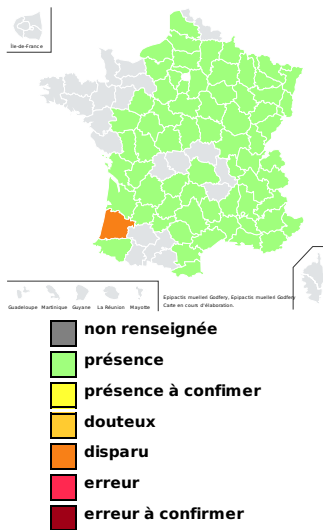 Île-de-France
Guadeloupe Martinique Guyane La Réunion Mayotte
Epipactis muelleri Godfery, Epipactis muelleri Godfery
Carte en cours d'élaboration.
non renseignée
présence
présence à confimer
douteux
disparu
erreur
erreur à confirmer